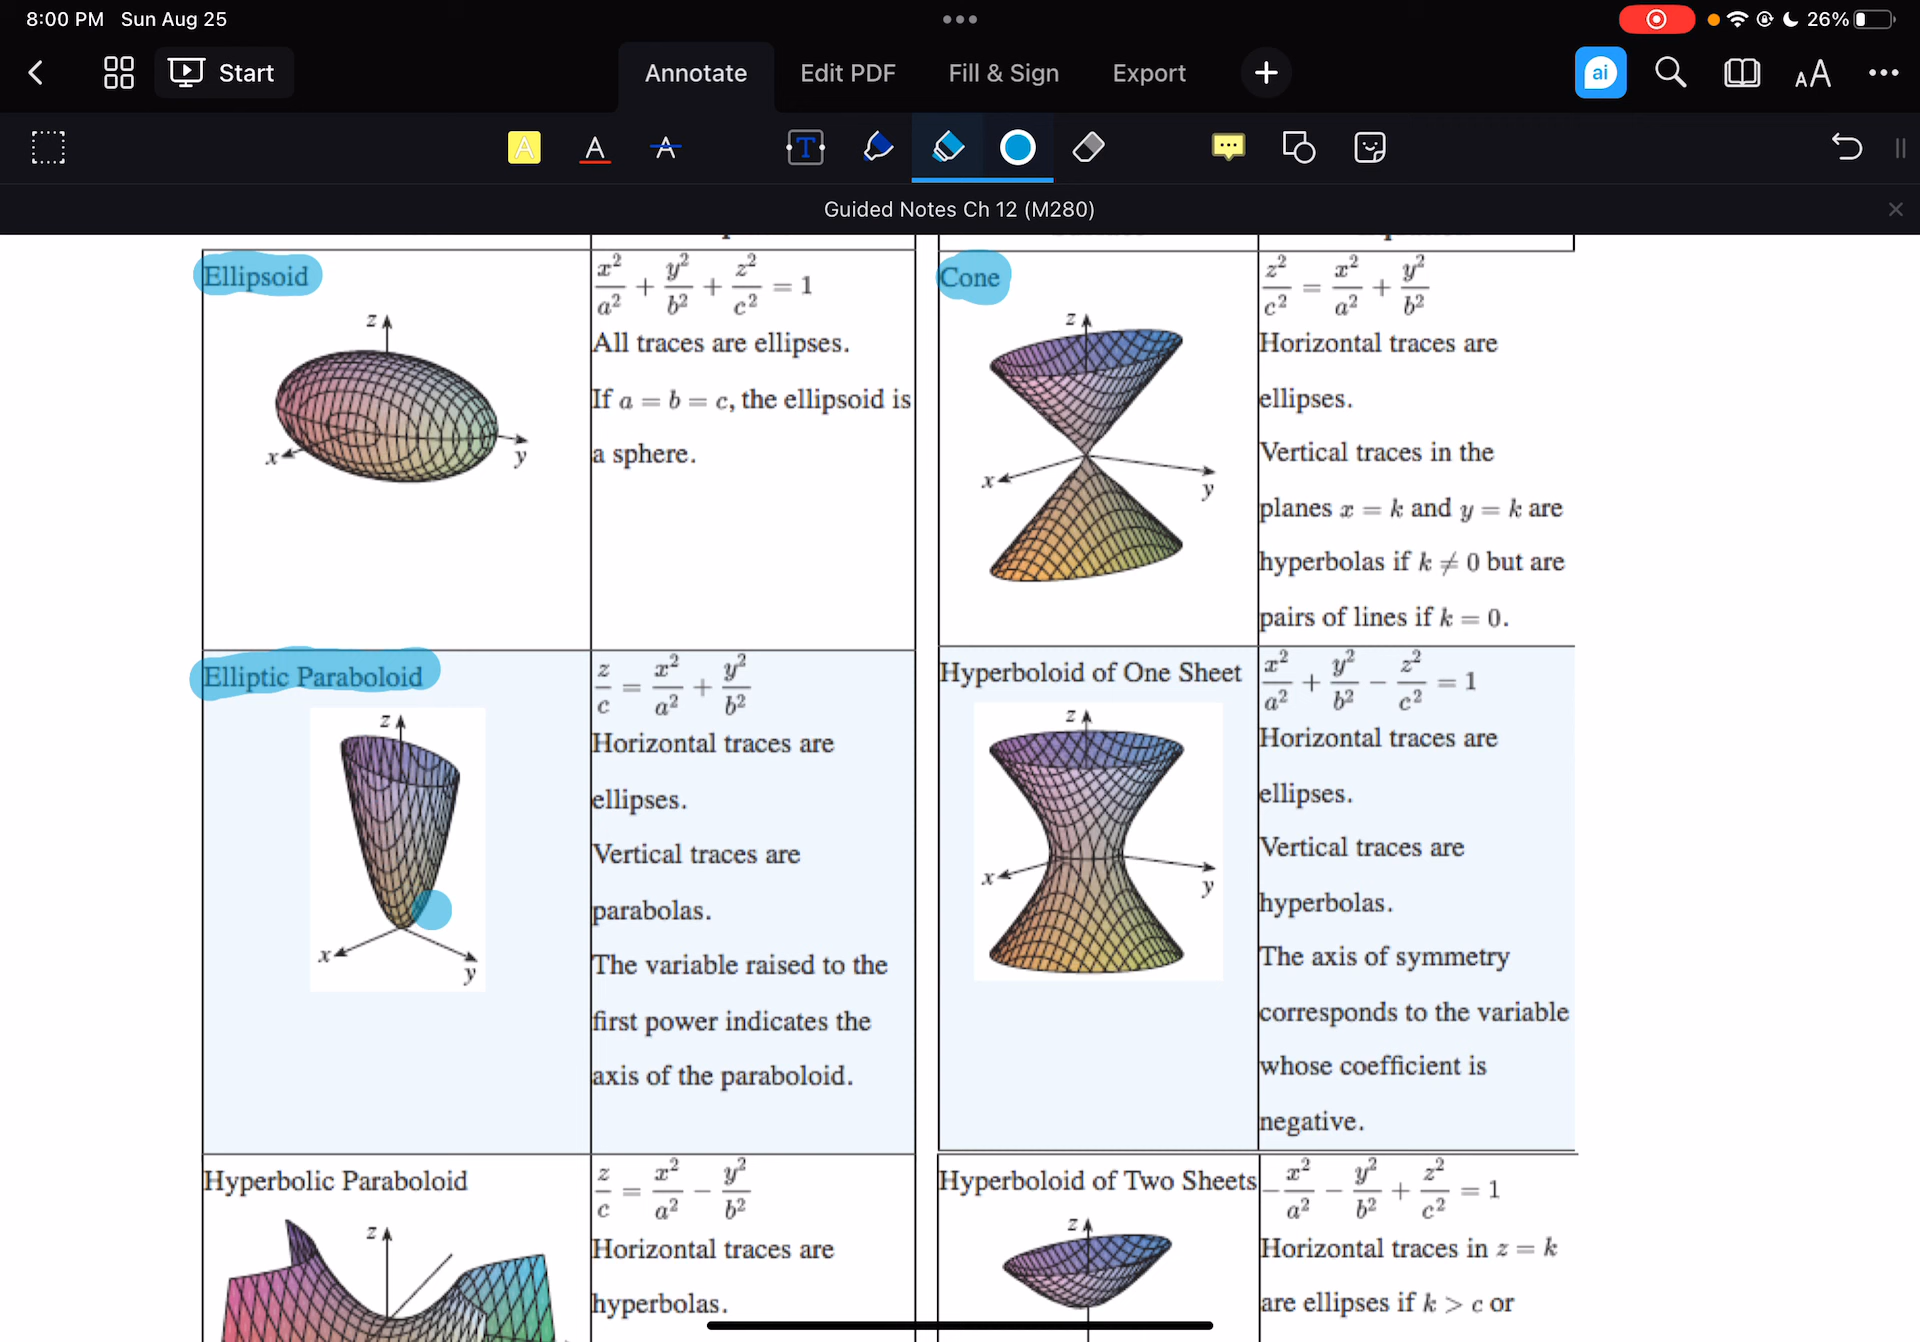 8:00 PM Sun Aug 25
26%
Start
Annotate
Edit PDF
Fill & Sign
Export
ai
AA
A
A
A
T
Guided Notes Ch 12 (M280)
Ellipsoid
z
x
y
x²/a² + y²/b² + z²/c² = 1
All traces are ellipses.
If a = b = c, the ellipsoid is
a sphere.
Cone
z
x
y
z²/c² = x²/a² + y²/b²
Horizontal traces are
ellipses.
Vertical traces in the
planes x = k and y = k are
hyperbolas if k ≠ 0 but are
pairs of lines if k = 0.
Elliptic Paraboloid
z
x
y
z/c = x²/a² + y²/b²
Horizontal traces are
ellipses.
Vertical traces are
parabolas.
The variable raised to the
first power indicates the
axis of the paraboloid.
Hyperboloid of One Sheet
z
x
y
x²/a² + y²/b² − z²/c² = 1
Horizontal traces are
ellipses.
Vertical traces are
hyperbolas.
The axis of symmetry
corresponds to the variable
whose coefficient is
negative.
Hyperbolic Paraboloid
z
z/c = x²/a² − y²/b²
Horizontal traces are
hyperbolas.
Hyperboloid of Two Sheets
z
−x²/a² − y²/b² + z²/c² = 1
Horizontal traces in z = k
are ellipses if k > c or